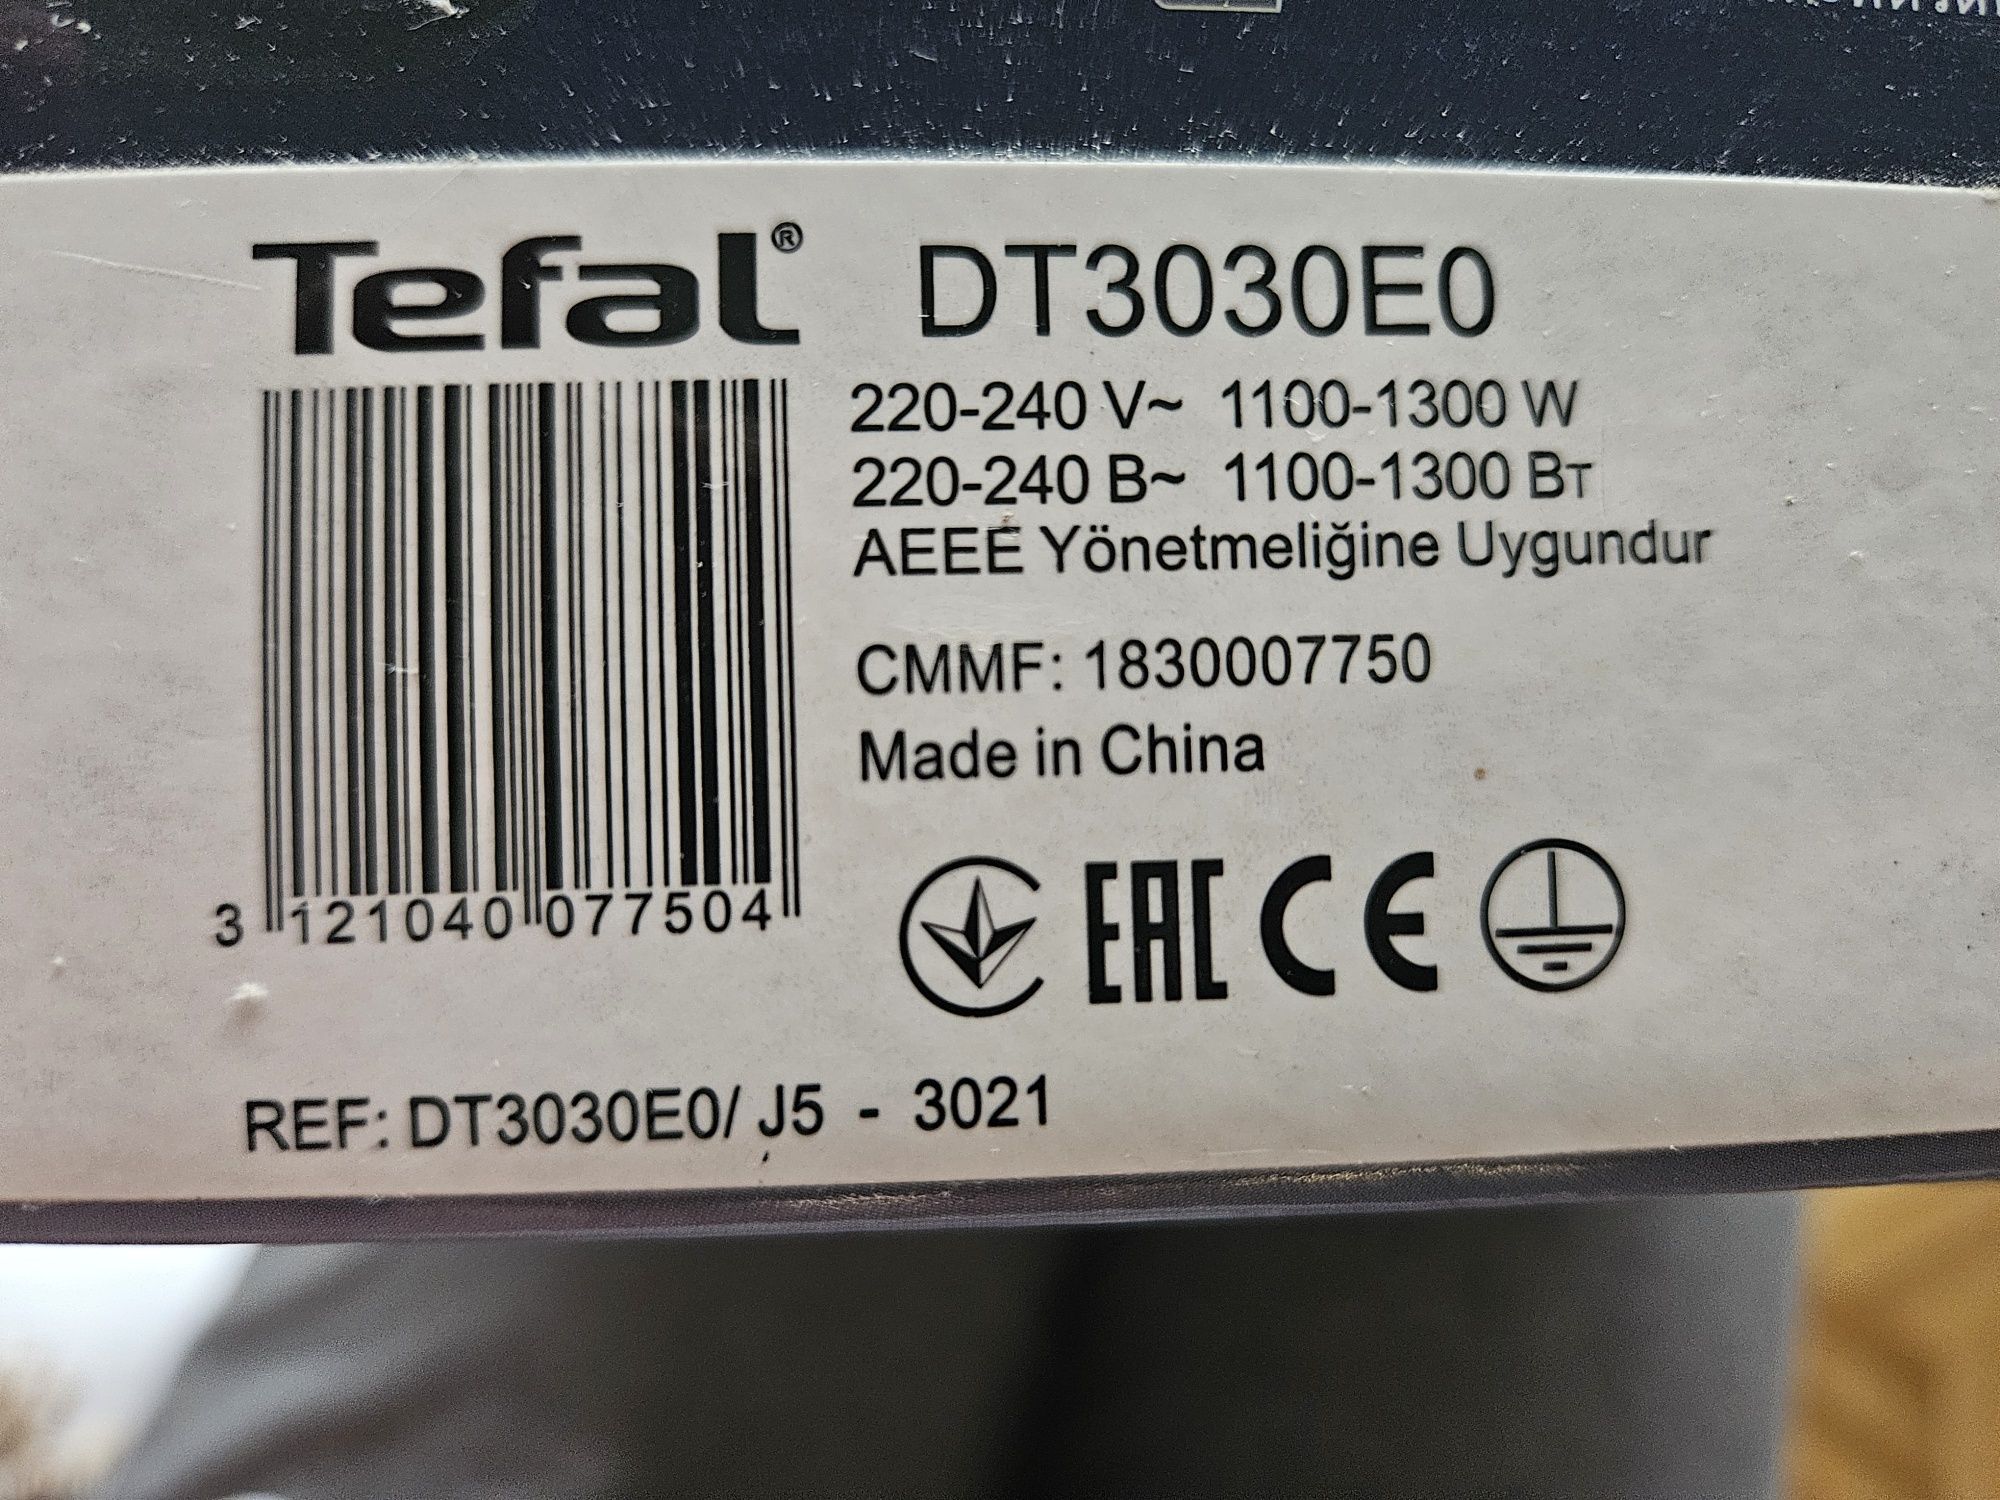 Tefal® DT3030E0
220-240 V~ 1100-1300 W
220-240 В~ 1100-1300 Вт
AEEE Yönetmeliğine Uygundur
CMMF: 1830007750
Made in China
3 121040 077504
EAC CE
REF: DT3030E0/ J5 - 3021